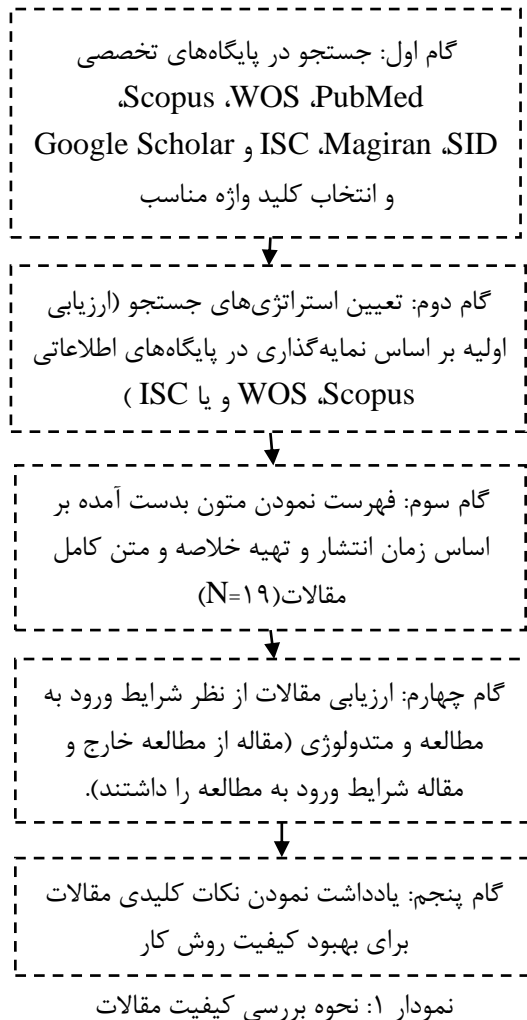 گام اول: جستجو در پایگاه‌های تخصصی
Scopus ،WOS ،PubMed،
Google Scholar و ISC ،Magiran ،SID
و انتخاب کلید واژه مناسب
گام دوم: تعیین استراتژی‌های جستجو (ارزیابی
اولیه بر اساس نمایه‌گذاری در پایگاه‌های اطلاعاتی
WOS ،Scopus و یا ISC )
گام سوم: فهرست نمودن متون بدست آمده بر
اساس زمان انتشار و تهیه خلاصه و متن کامل
مقالات(N=۱۹)
گام چهارم: ارزیابی مقالات از نظر شرایط ورود به
مطالعه و متدولوژی (مقاله از مطالعه خارج و
مقاله شرایط ورود به مطالعه را داشتند).
گام پنجم: یادداشت نمودن نکات کلیدی مقالات
برای بهبود کیفیت روش کار
نمودار ۱: نحوه بررسی کیفیت مقالات